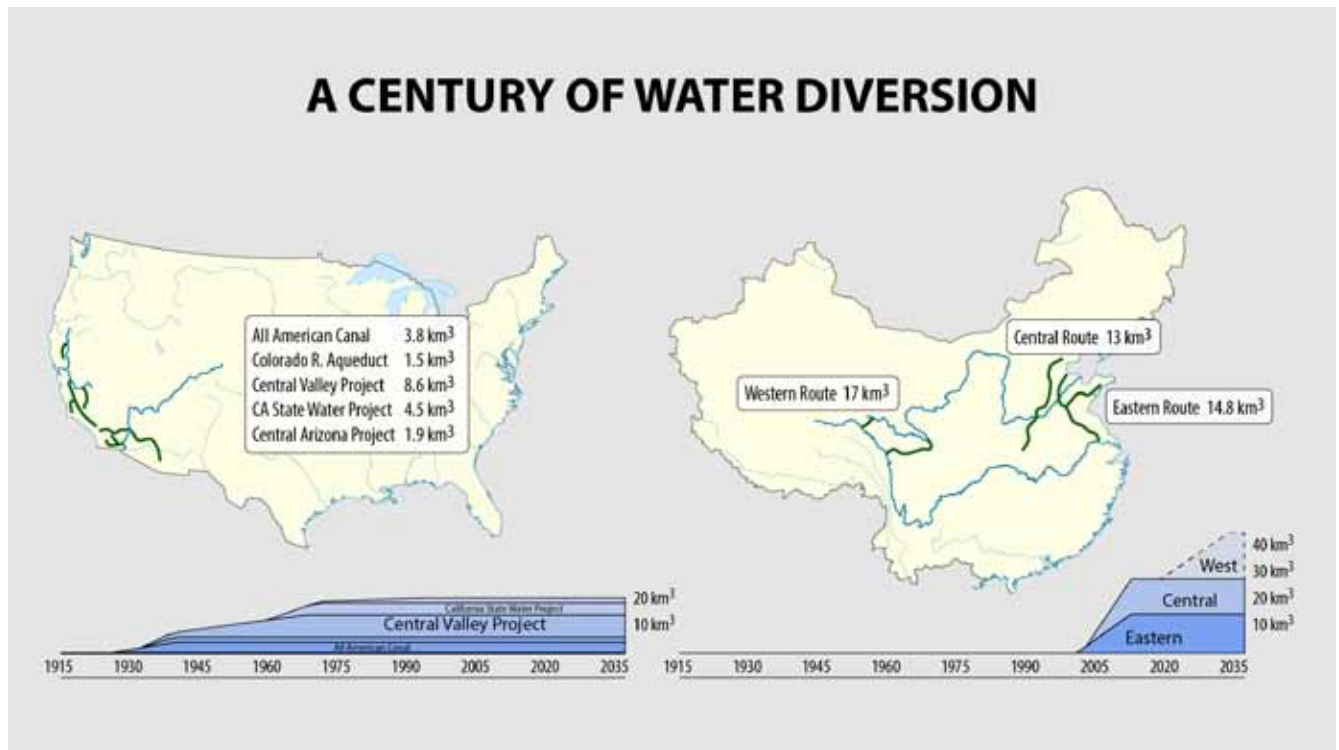 A CENTURY OF WATER DIVERSION
All American Canal 3.8 km³
Colorado R. Aqueduct 1.5 km³
Central Valley Project 8.6 km³
CA State Water Project 4.5 km³
Central Arizona Project 1.9 km³
Central Route 13 km³
Western Route 17 km³
Eastern Route 14.8 km³
20 km³
10 km³
California State Water Project
Central Valley Project
All American Canal
1915 1930 1945 1960 1975 1990 2005 2020 2035
40 km³
30 km³
20 km³
10 km³
West
Central
Eastern
1915 1930 1945 1960 1975 1990 2005 2020 2035